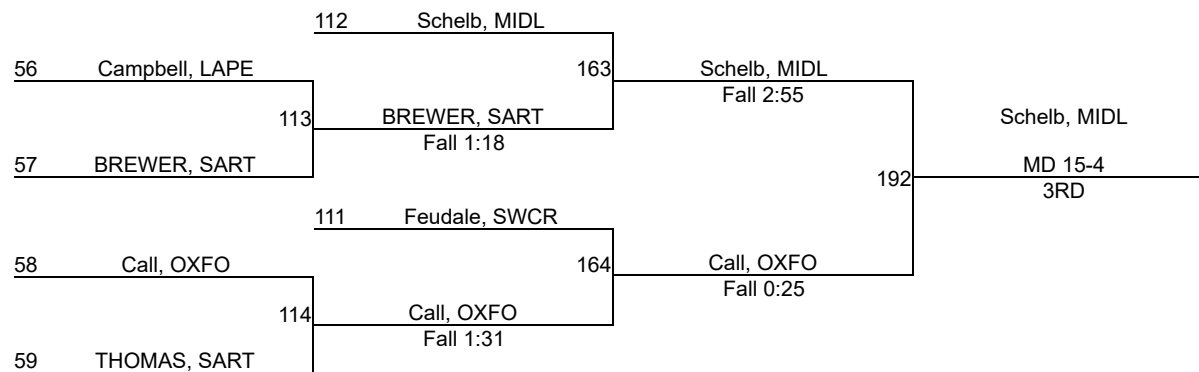 112 Schelb, MIDL
56 Campbell, LAPE
163 Schelb, MIDL
Fall 2:55
113 BREWER, SART
Fall 1:18
Schelb, MIDL
57 BREWER, SART
MD 15-4
192
3RD
111 Feudale, SWCR
58 Call, OXFO
164 Call, OXFO
Fall 0:25
114 Call, OXFO
Fall 1:31
59 THOMAS, SART